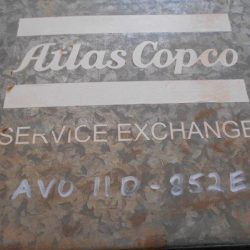 Atlas Copco
SERVICE EXCHANGE
AVO 11D-852E